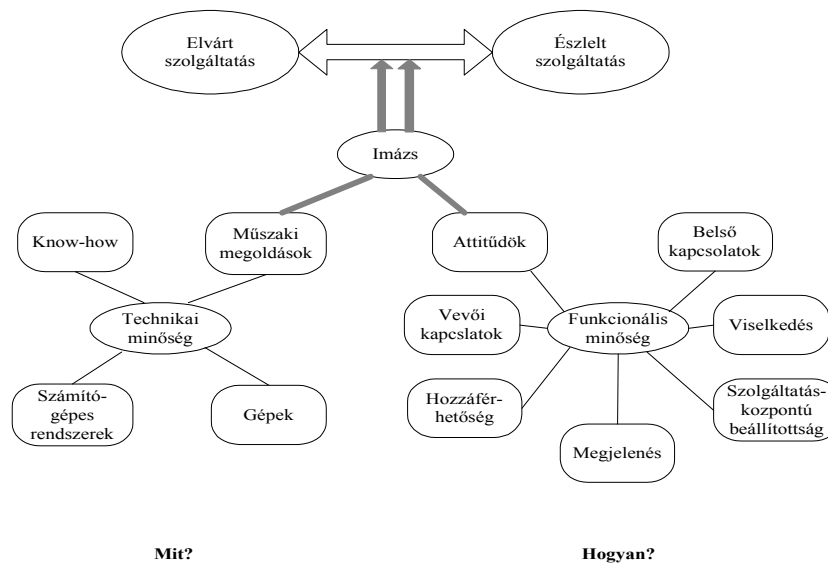 Elvárt
szolgáltatás
Észlelt
szolgáltatás
Imázs
Know-how
Műszaki
megoldások
Attitűdök
Belső
kapcsolatok
Technikai
minőség
Vevői
kapcslatok
Funkcionális
minőség
Viselkedés
Számító-
gépes
rendszerek
Gépek
Hozzáfér-
hetőség
Megjelenés
Szolgáltatás-
központú
beállítottság
Mit?
Hogyan?